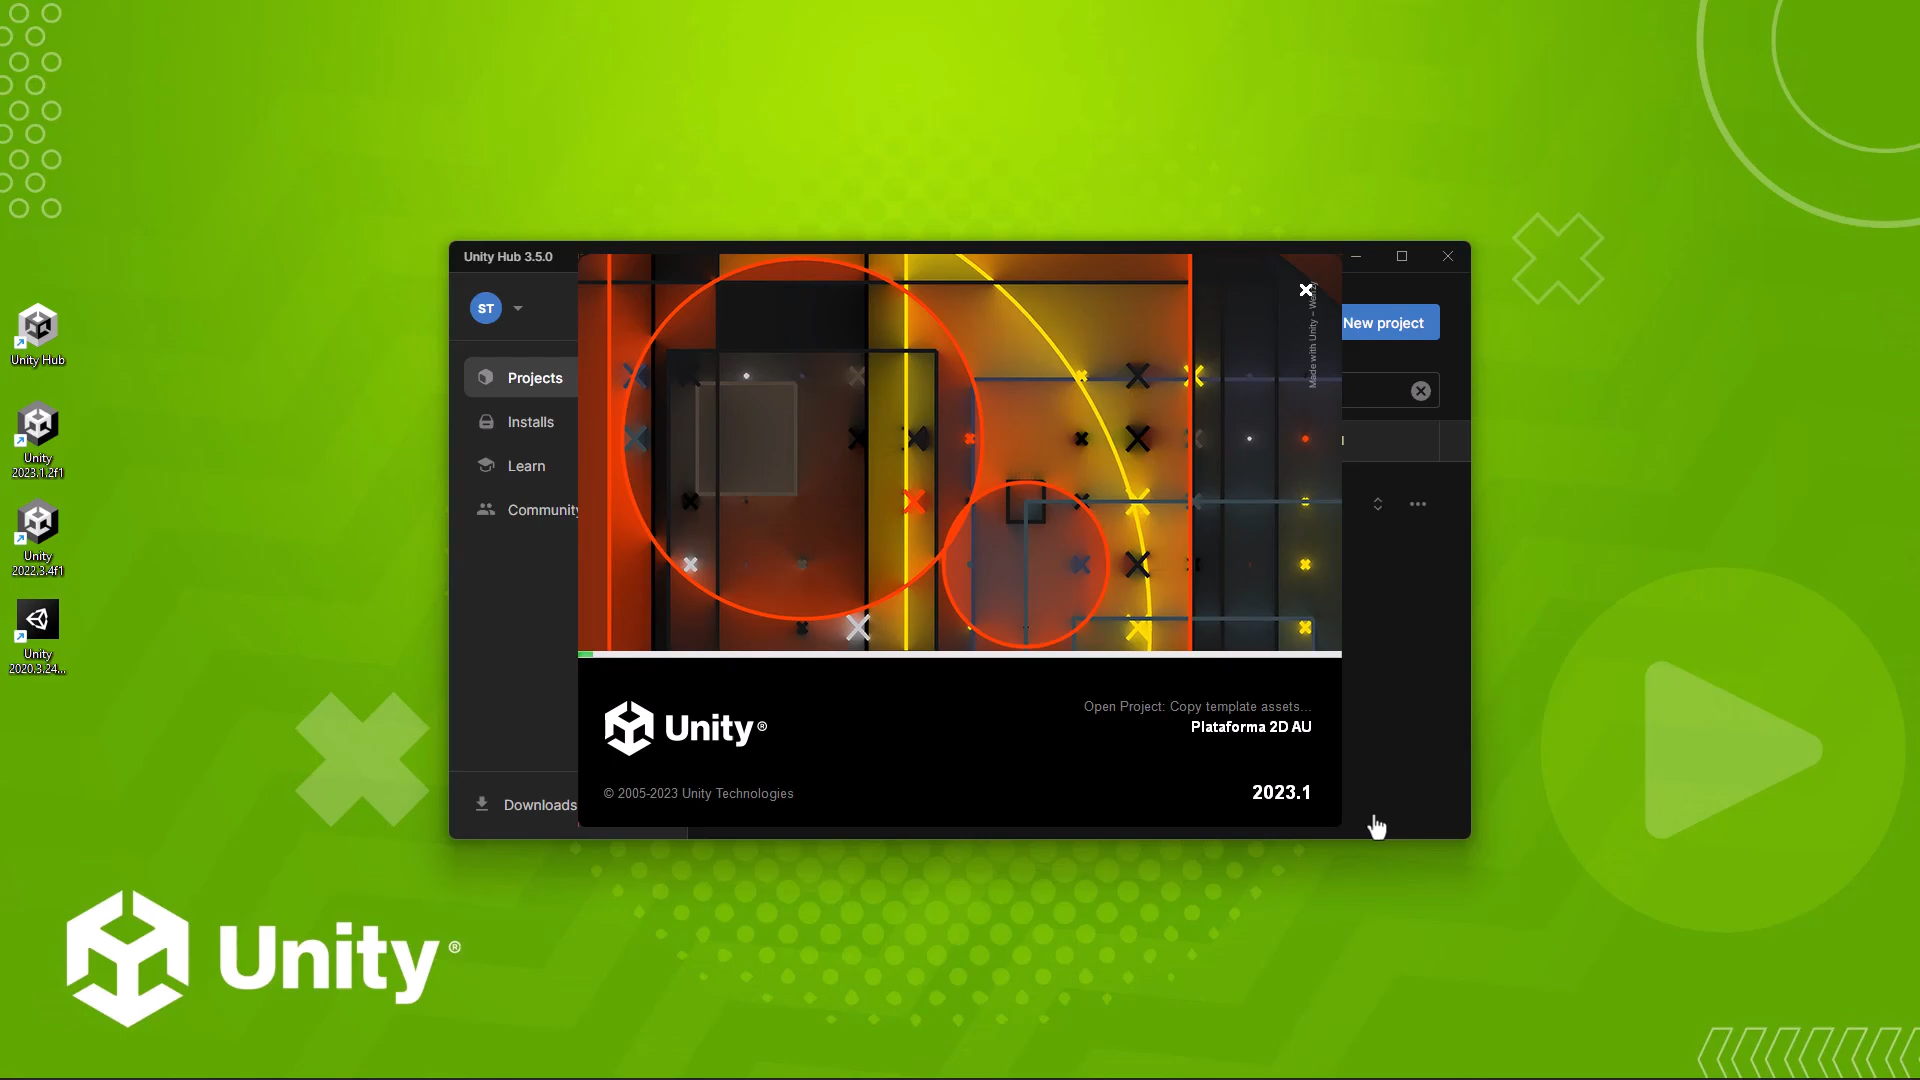 Unity Hub 3.5.0
ST
New project
Projects
Installs
Learn
Community
Downloads
Made with Unity –
Open Project: Copy template assets...
Plataforma 2D AU
Unity®
© 2005-2023 Unity Technologies
2023.1
Unity Hub
Unity
2023.1.2f1
Unity
2022.3.4f1
Unity
2020.3.24...
Unity®